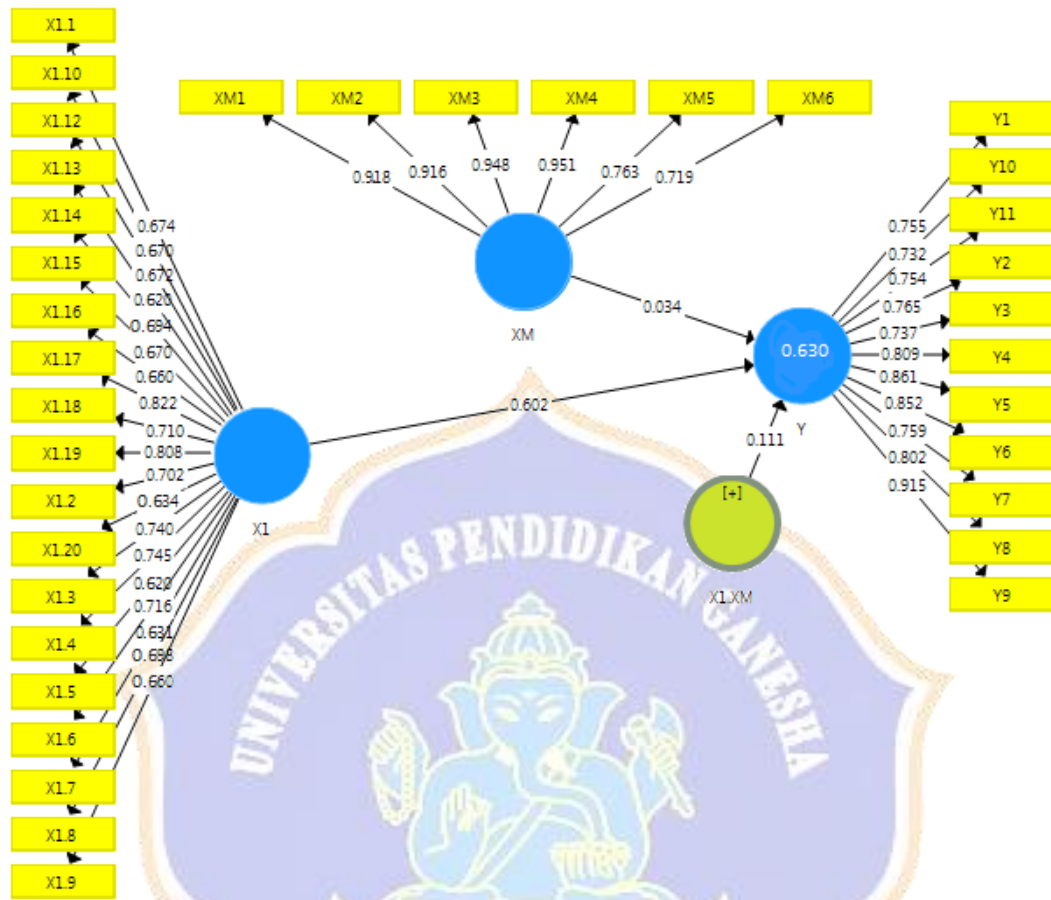 X1.1
X1.10
X1.12
X1.13
X1.14
X1.15
X1.16
X1.17
X1.18
X1.19
X1.2
X1.20
X1.3
X1.4
X1.5
X1.6
X1.7
X1.8
X1.9
0.674
0.670
0.672
0.620
0.694
0.670
0.660
0.822
0.710
0.808
0.702
0.634
0.740
0.745
0.620
0.716
0.631
0.698
0.660
X1
XM1 XM2 XM3 XM4 XM5 XM6
0.918 0.916 0.948 0.951 0.763 0.719
XM
0.034
0.602
0.111
[+]
X1.XM
0.630
Y
0.755
0.732
0.754
0.765
0.737
0.809
0.861
0.852
0.759
0.802
0.915
Y1
Y10
Y11
Y2
Y3
Y4
Y5
Y6
Y7
Y8
Y9
UNIVERSITAS PENDIDIKAN GANESHA